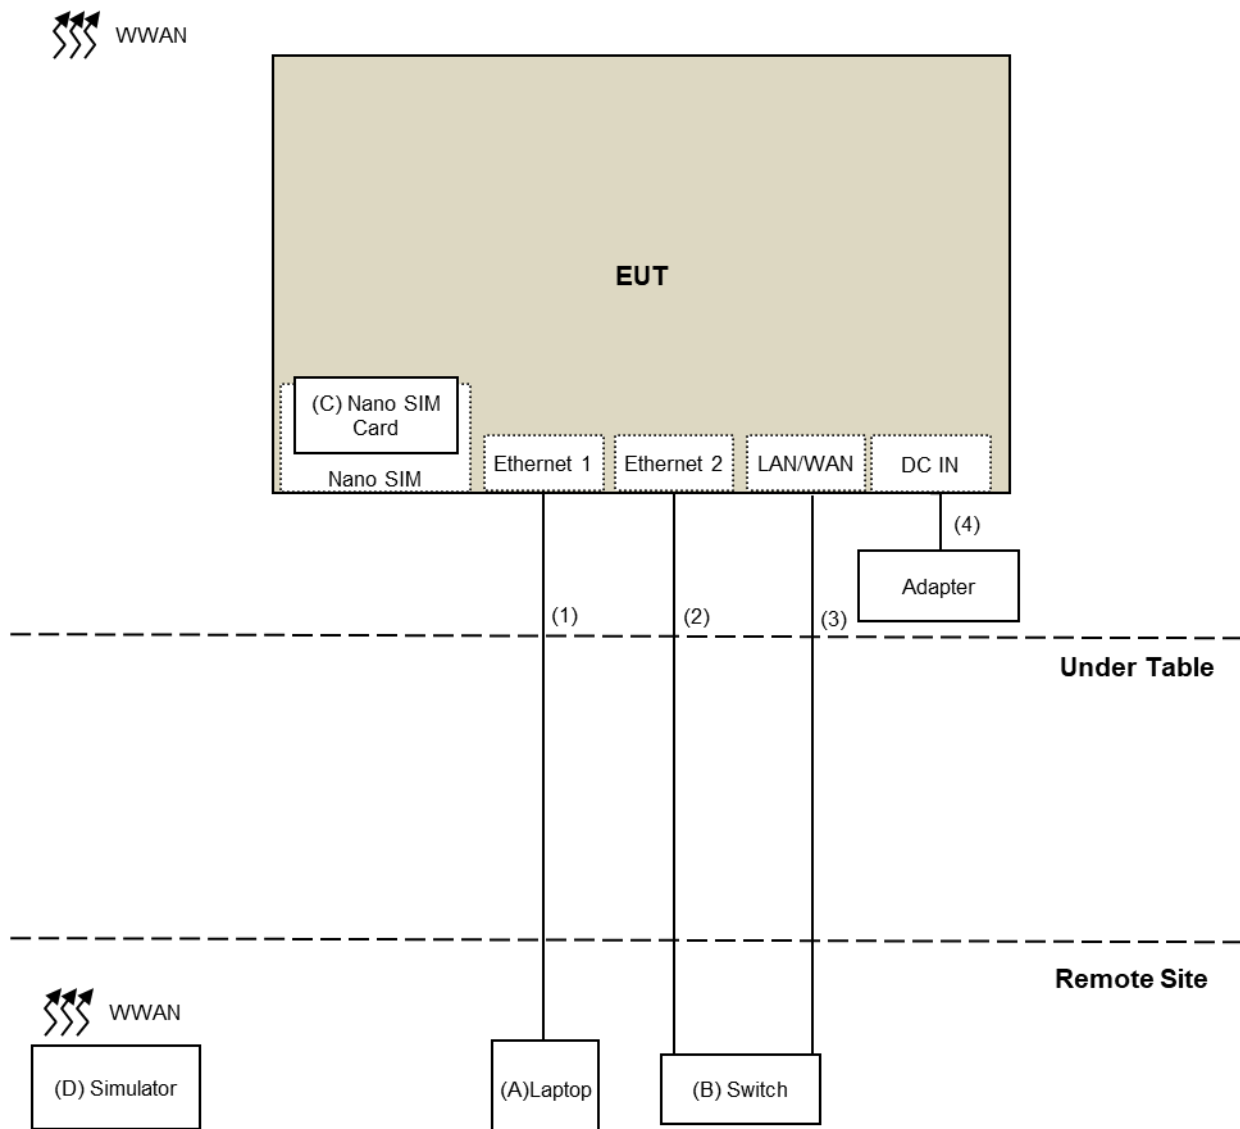 WWAN
EUT
(C) Nano SIM
Card
Nano SIM
Ethernet 1
Ethernet 2
LAN/WAN
DC IN
(4)
Adapter
(1)
(2)
(3)
Under Table
Remote Site
WWAN
(D) Simulator
(A)Laptop
(B) Switch